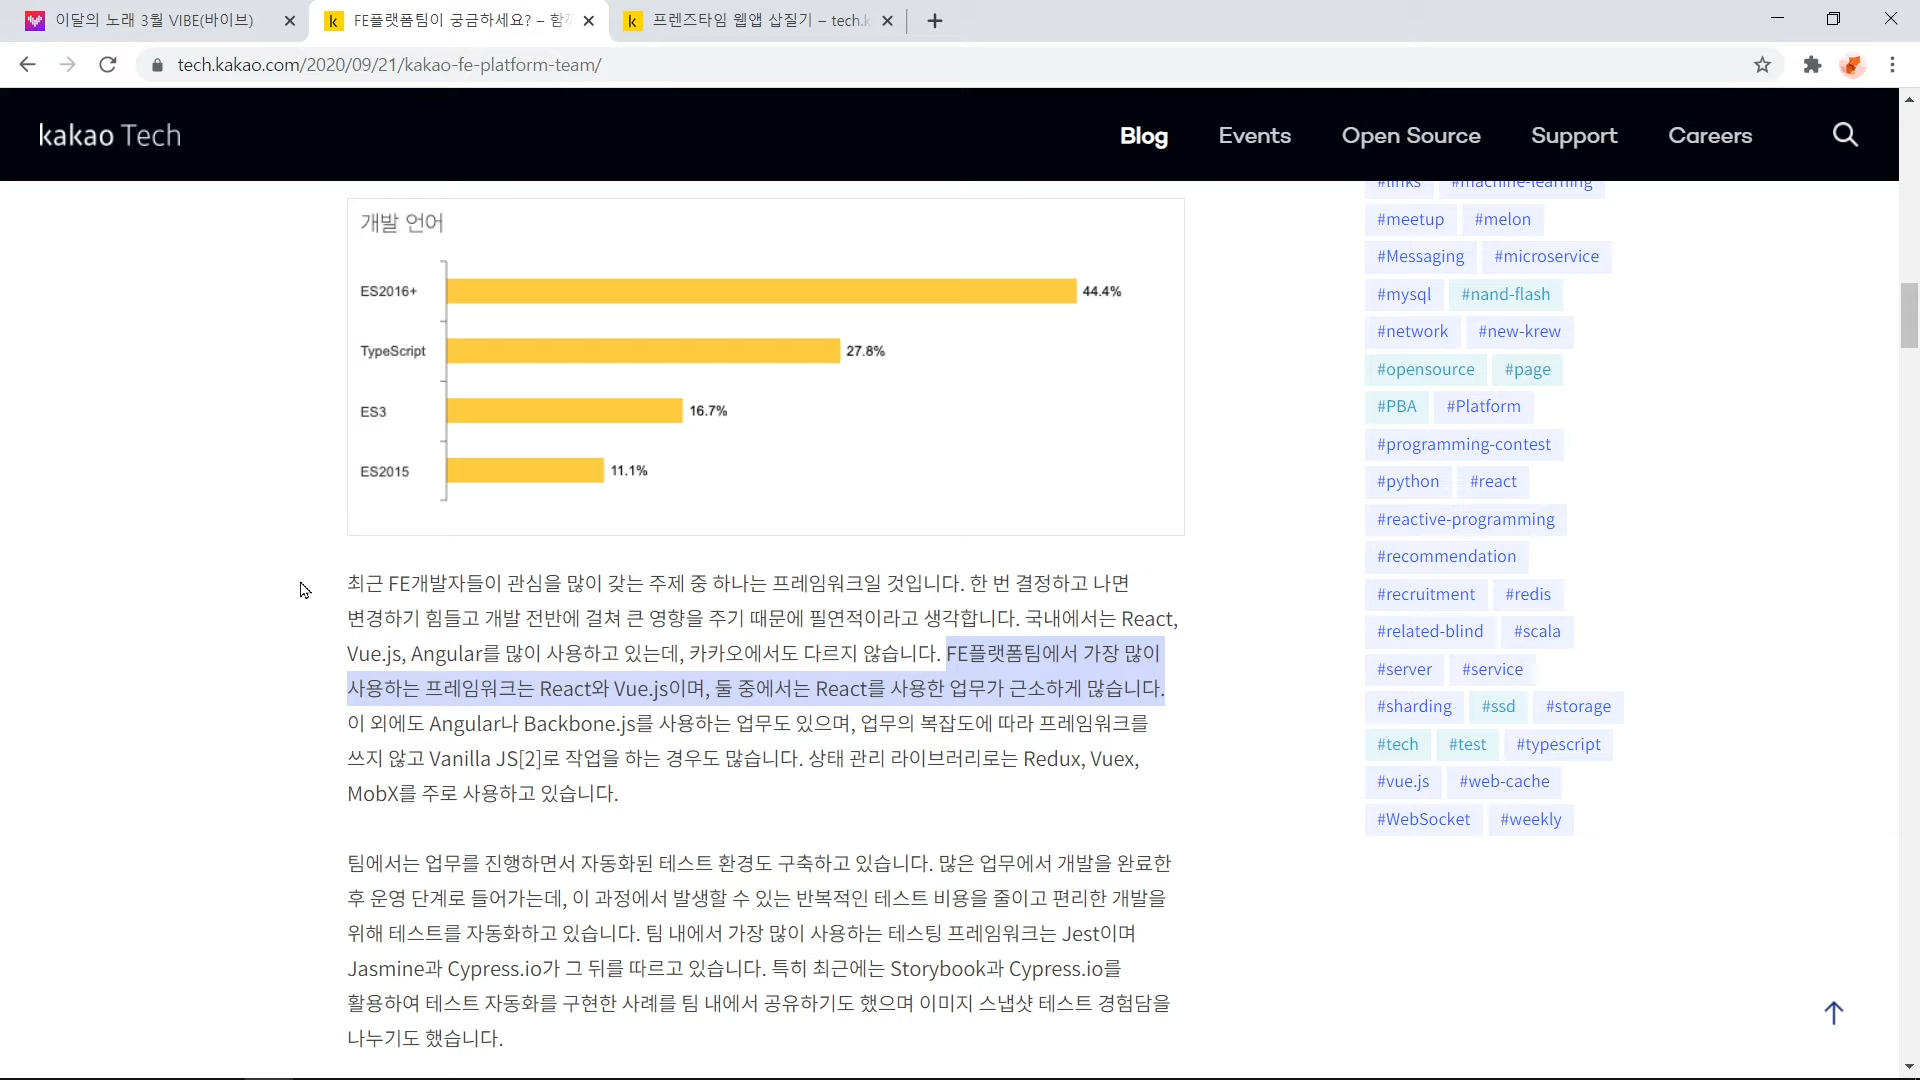 이달의 노래 3월 VIBE(바이브)
FE플랫폼팀이 궁금하세요? – 함께
프렌즈타임 웹앱 삽질기 – tech.k
tech.kakao.com/2020/09/21/kakao-fe-platform-team/
kakao Tech
Blog
Events
Open Source
Support
Careers
개발 언어
ES2016+
44.4%
TypeScript
27.8%
ES3
16.7%
ES2015
11.1%
최근 FE개발자들이 관심을 많이 갖는 주제 중 하나는 프레임워크일 것입니다. 한 번 결정하고 나면
변경하기 힘들고 개발 전반에 걸쳐 큰 영향을 주기 때문에 필연적이라고 생각합니다. 국내에서는 React,
Vue.js, Angular를 많이 사용하고 있는데, 카카오에서도 다르지 않습니다. FE플랫폼팀에서 가장 많이
사용하는 프레임워크는 React와 Vue.js이며, 둘 중에서는 React를 사용한 업무가 근소하게 많습니다.
이 외에도 Angular나 Backbone.js를 사용하는 업무도 있으며, 업무의 복잡도에 따라 프레임워크를
쓰지 않고 Vanilla JS[2]로 작업을 하는 경우도 많습니다. 상태 관리 라이브러리로는 Redux, Vuex,
MobX를 주로 사용하고 있습니다.
팀에서는 업무를 진행하면서 자동화된 테스트 환경도 구축하고 있습니다. 많은 업무에서 개발을 완료한
후 운영 단계로 들어가는데, 이 과정에서 발생할 수 있는 반복적인 테스트 비용을 줄이고 편리한 개발을
위해 테스트를 자동화하고 있습니다. 팀 내에서 가장 많이 사용하는 테스팅 프레임워크는 Jest이며
Jasmine과 Cypress.io가 그 뒤를 따르고 있습니다. 특히 최근에는 Storybook과 Cypress.io를
활용하여 테스트 자동화를 구현한 사례를 팀 내에서 공유하기도 했으며 이미지 스냅샷 테스트 경험담을
나누기도 했습니다.
#links #machine-learning
#meetup #melon
#Messaging #microservice
#mysql #nand-flash
#network #new-krew
#opensource #page
#PBA #Platform
#programming-contest
#python #react
#reactive-programming
#recommendation
#recruitment #redis
#related-blind #scala
#server #service
#sharding #ssd #storage
#tech #test #typescript
#vue.js #web-cache
#WebSocket #weekly